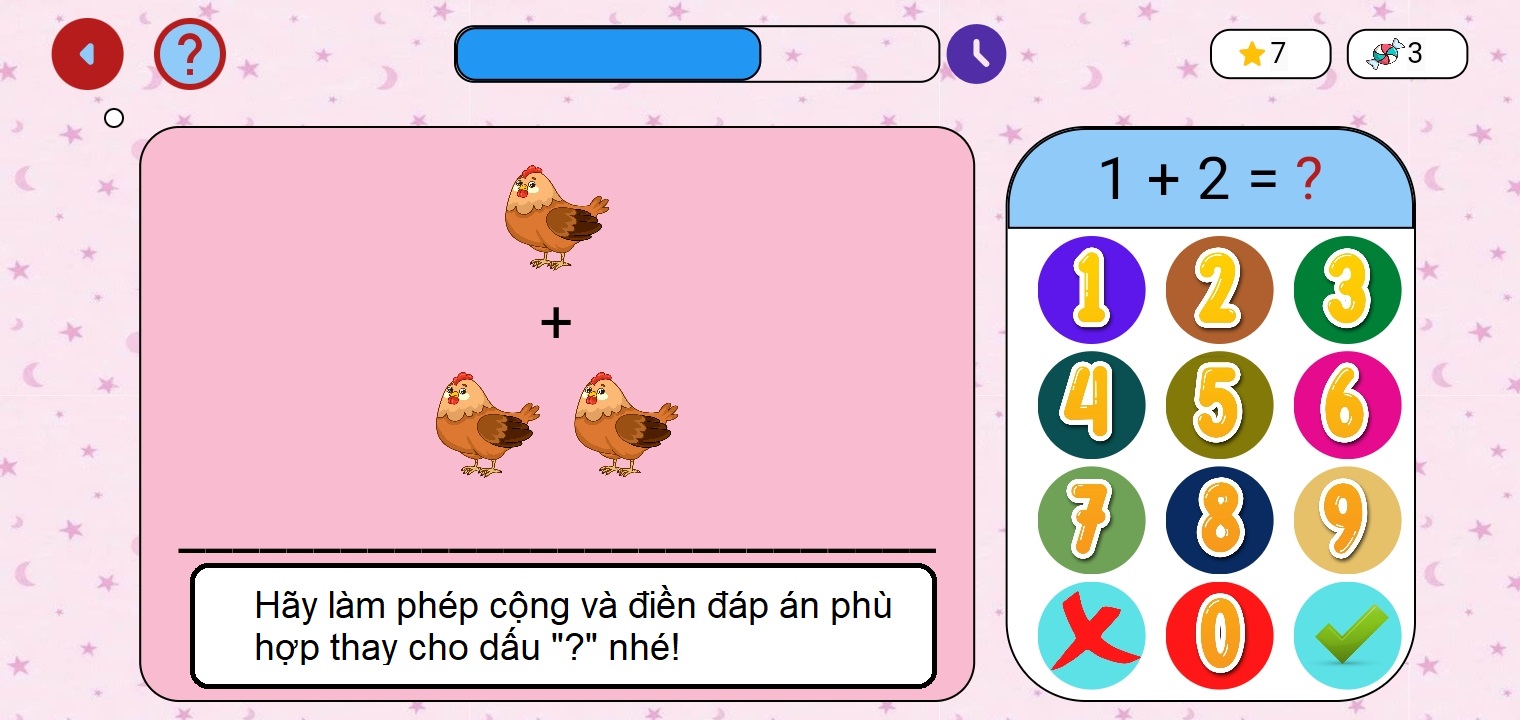 ?
7
3
1 + 2 = ?
+
1 2 3
4 5 6
7 8 9
0
Hãy làm phép cộng và điền đáp án phù
hợp thay cho dấu "?" nhé!